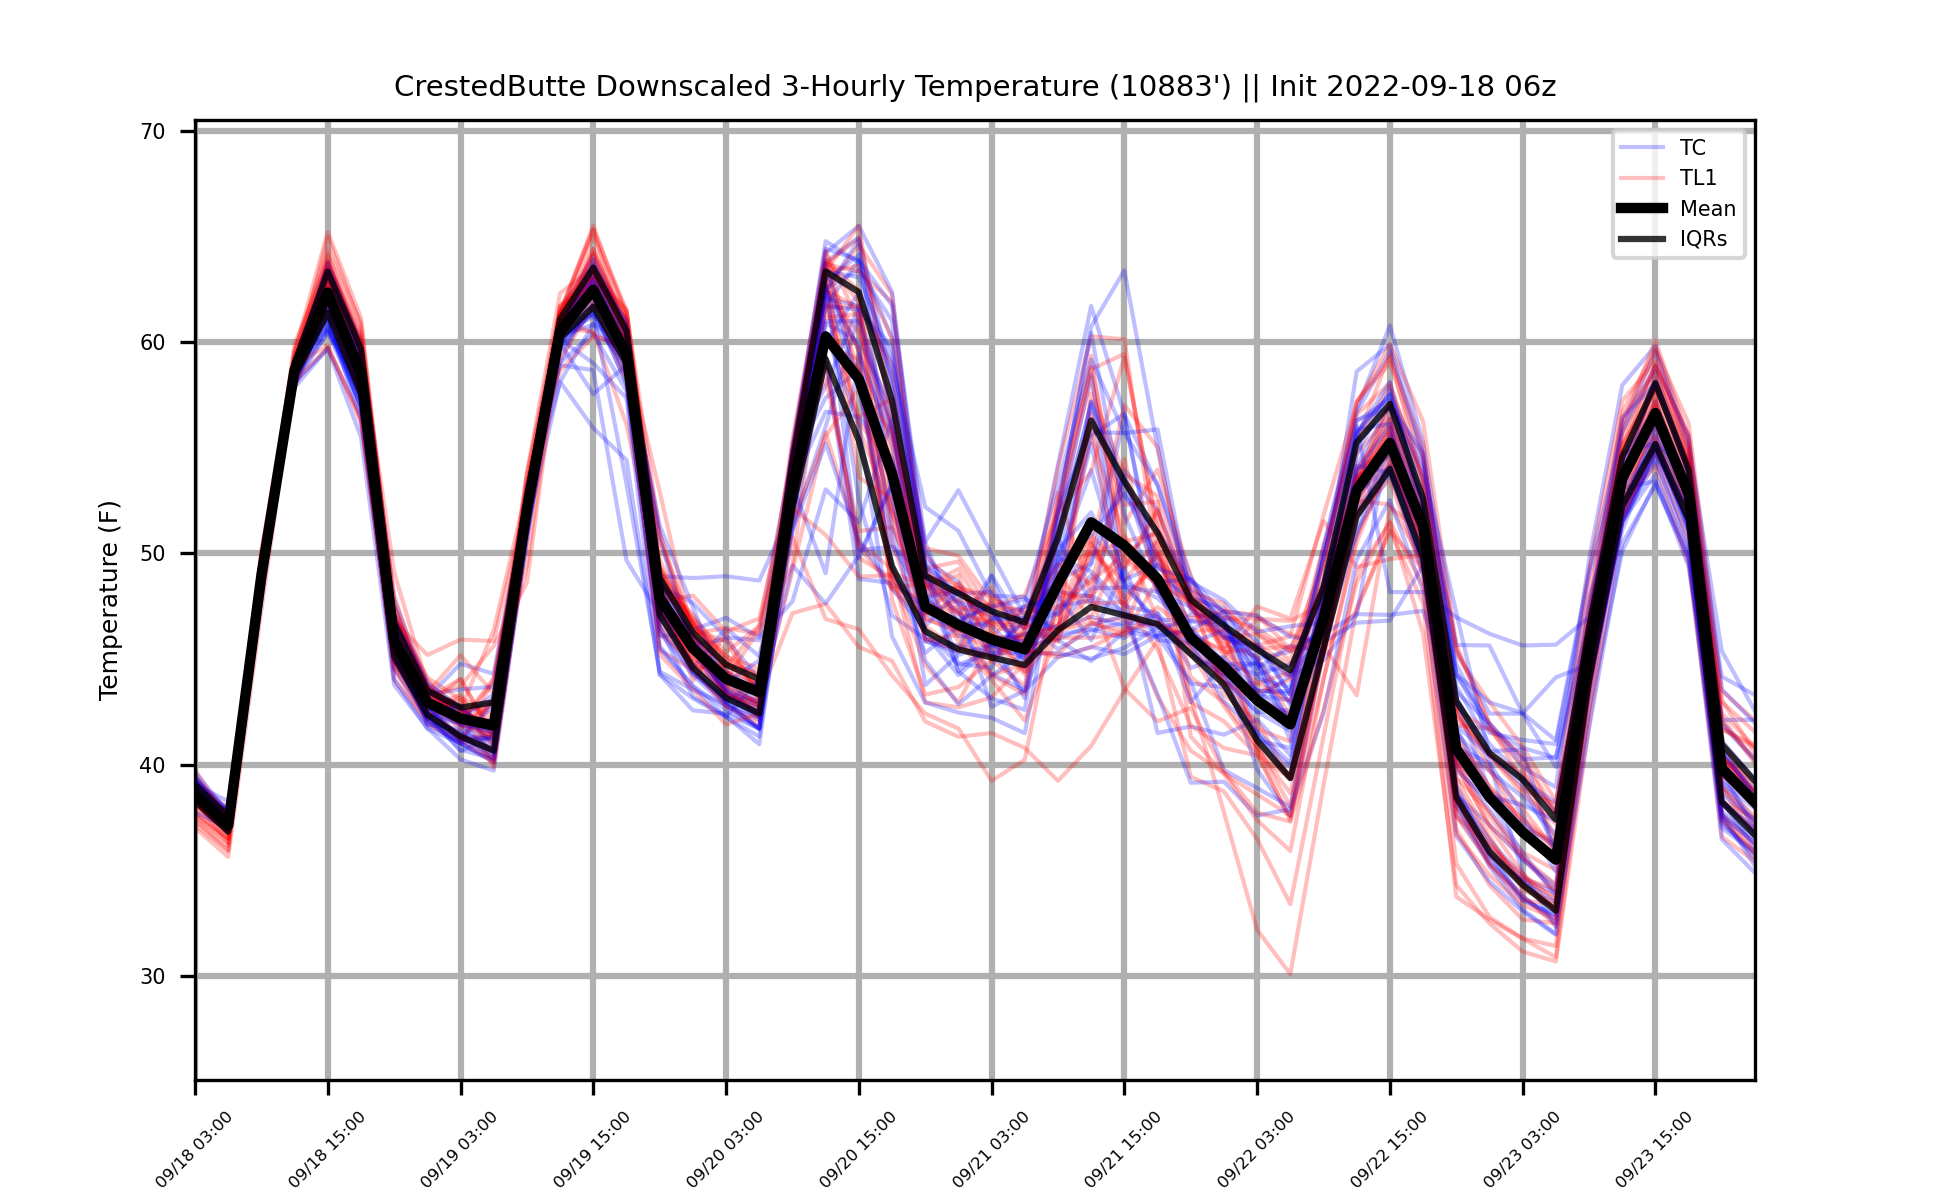 CrestedButte Downscaled 3-Hourly Temperature (10883') || Init 2022-09-18 06z
TC
TL1
Mean
IQRs
Temperature (F)
70
60
50
40
30
09/18 03:00
09/18 15:00
09/19 03:00
09/19 15:00
09/20 03:00
09/20 15:00
09/21 03:00
09/21 15:00
09/22 03:00
09/22 15:00
09/23 03:00
09/23 15:00